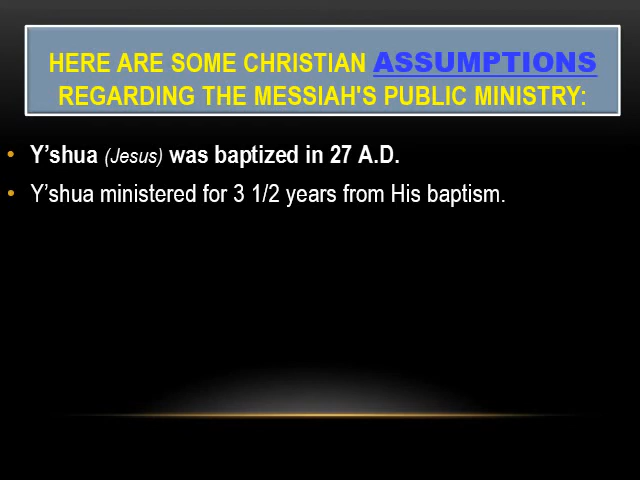 HERE ARE SOME CHRISTIAN ASSUMPTIONS
REGARDING THE MESSIAH'S PUBLIC MINISTRY:
• Y’shua (Jesus) was baptized in 27 A.D.
• Y’shua ministered for 3 1/2 years from His baptism.